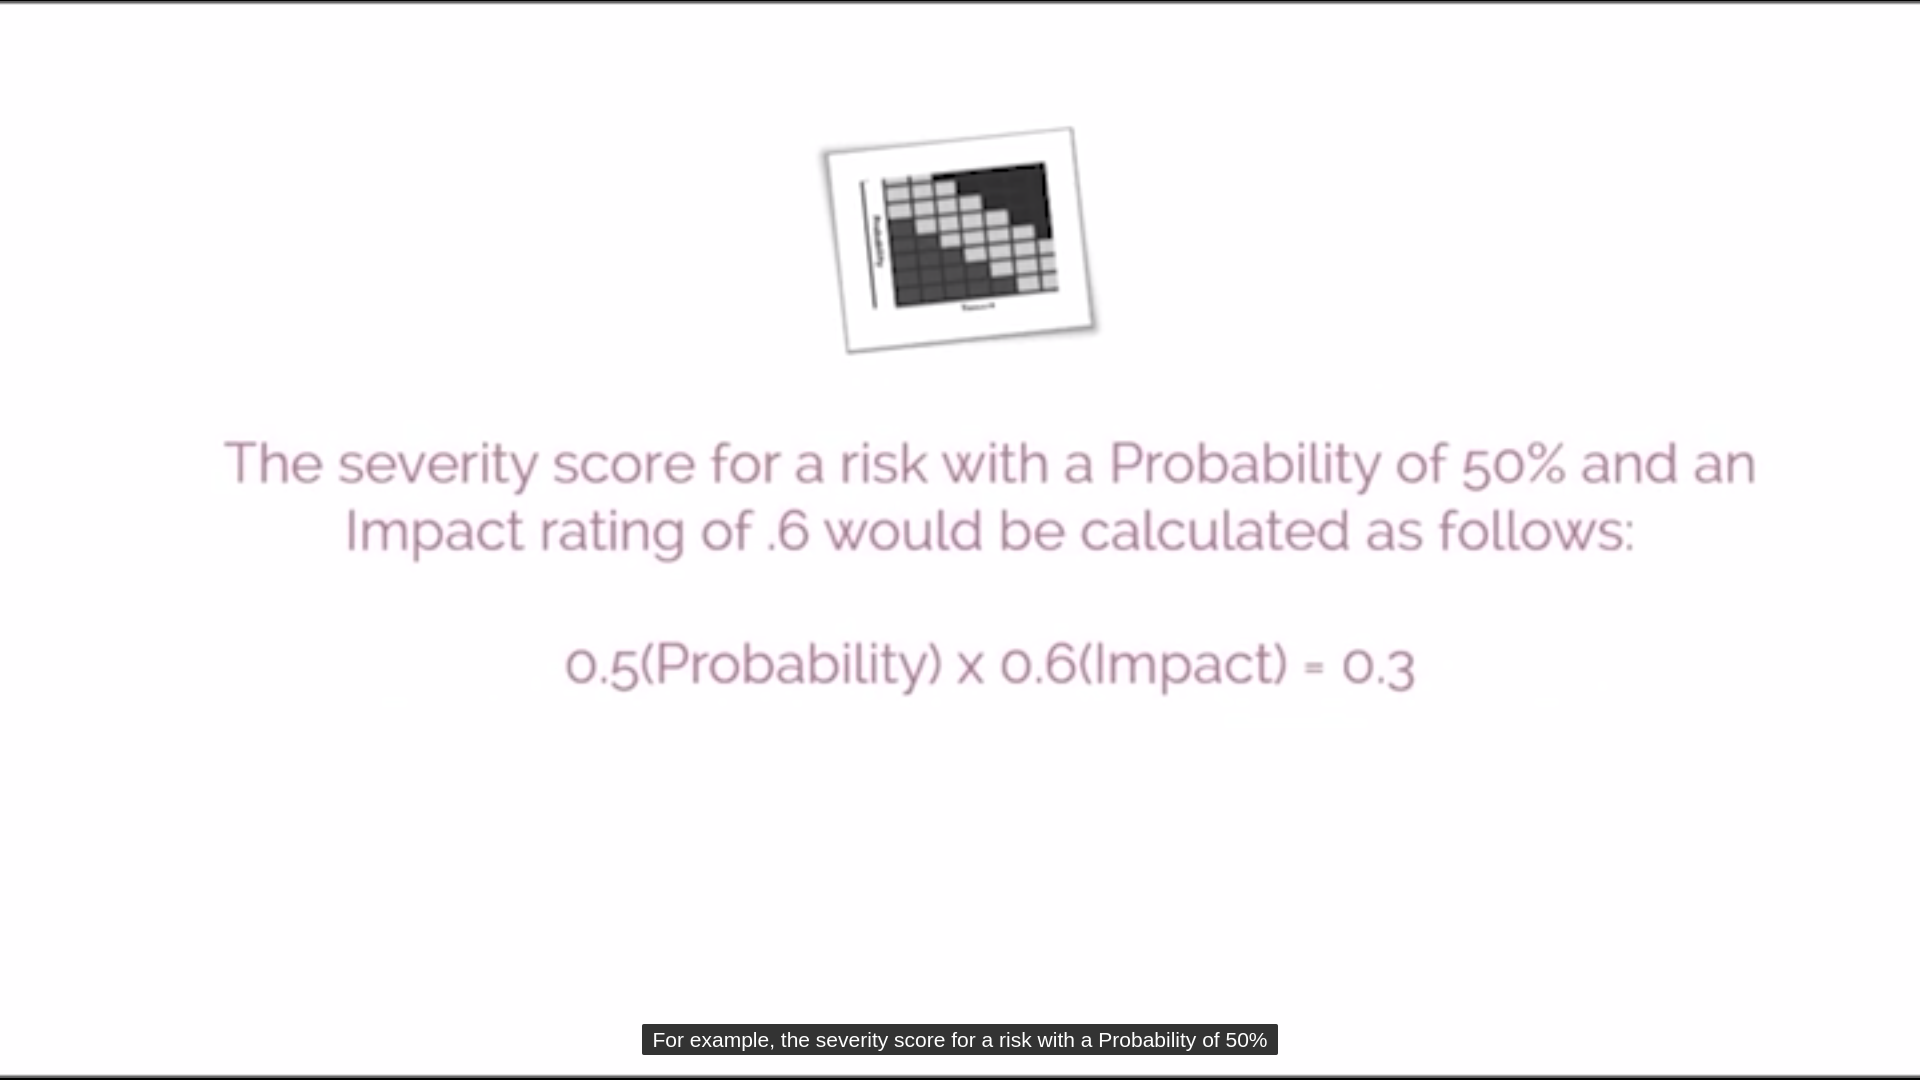 Probability
The severity score for a risk with a Probability of 50% and an
Impact rating of .6 would be calculated as follows:
0.5(Probability) x 0.6(Impact) = 0.3
For example, the severity score for a risk with a Probability of 50%